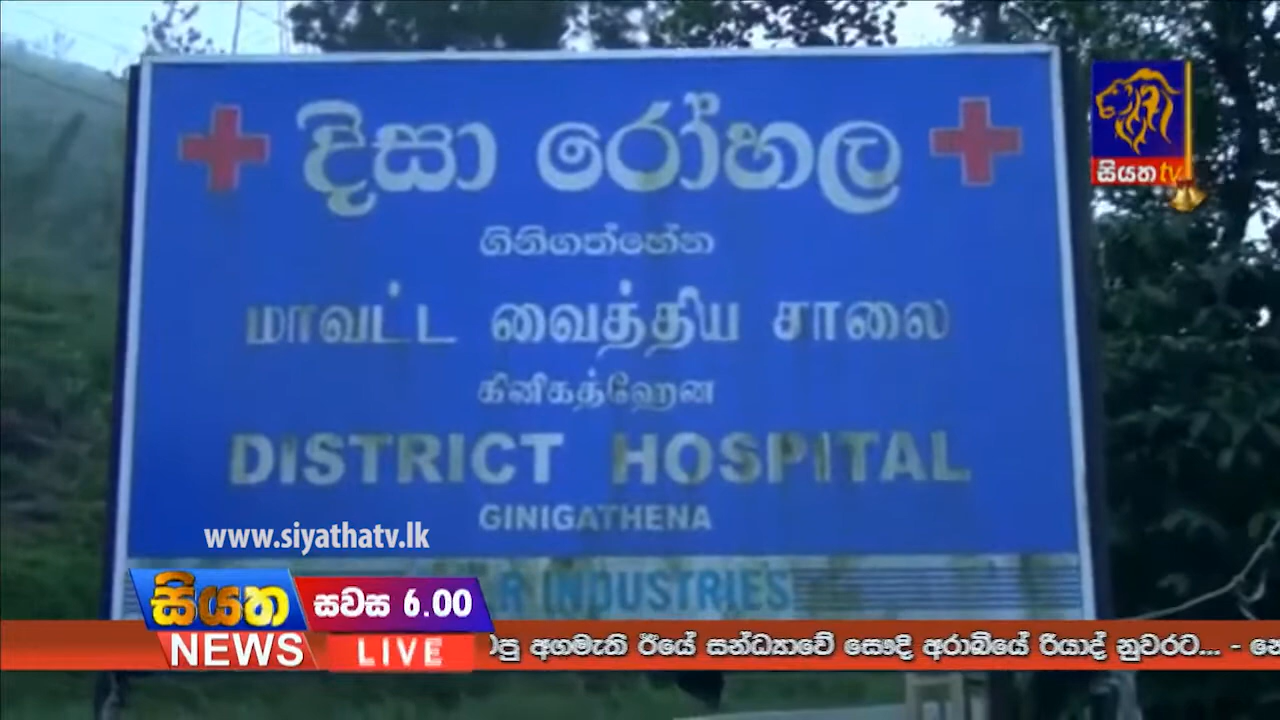 දිසා රෝහල
සියත tv
ගිනිගත්හේන
மாவட்ட வைத்திய சாலை
கினிகத்ஹேன
DISTRICT HOSPITAL
GINIGATHENA
www.siyathatv.lk
R INDUSTRIES
සියත සවස 6.00
NEWS LIVE
අගමැති ඊයේ සන්ධ්‍යාවේ සෞදි අරාබියේ රියාද් නුවරට... -